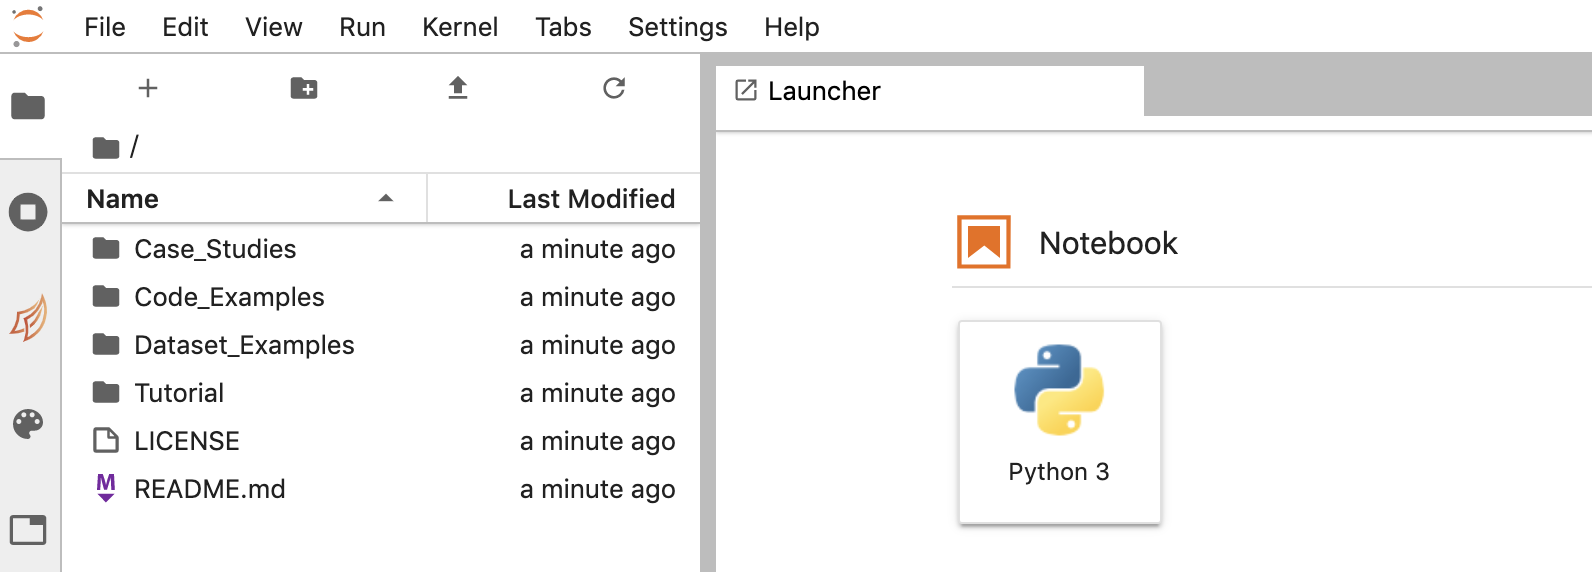 File Edit View Run Kernel Tabs Settings Help
Launcher
/
Name Last Modified
Case_Studies a minute ago
Code_Examples a minute ago
Dataset_Examples a minute ago
Tutorial a minute ago
LICENSE a minute ago
M README.md a minute ago
Notebook
Python 3